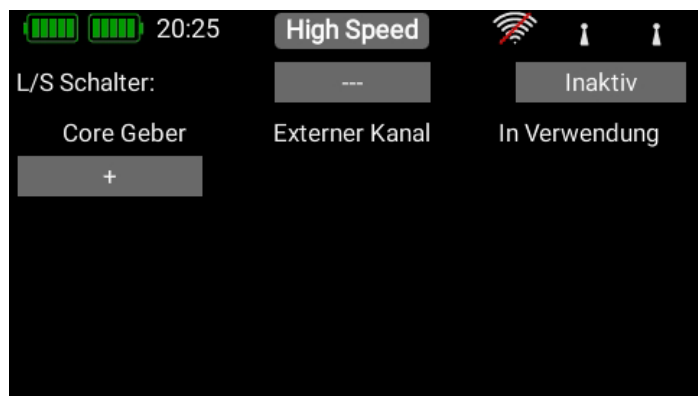 20:25 High Speed
L/S Schalter: --- Inaktiv
Core Geber Externer Kanal In Verwendung
+